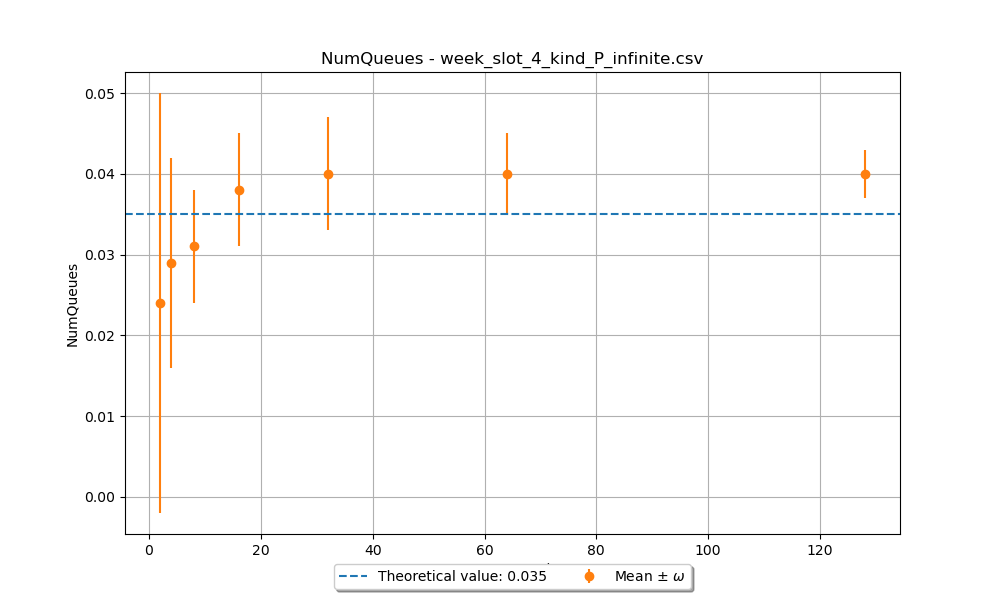 NumQueues - week_slot_4_kind_P_infinite.csv
0.05
0.04
0.03
0.02
0.01
0.00
NumQueues
0 20 40 60 80 100 120
Theoretical value: 0.035 Mean ± ω